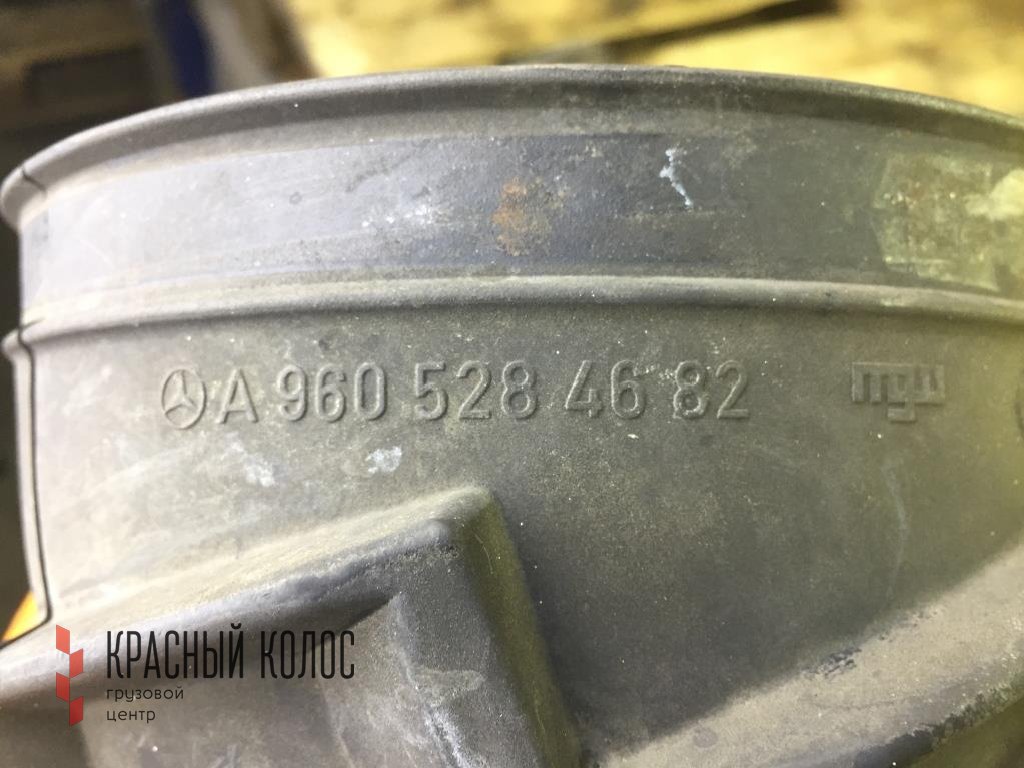 A 960 528 46 82
КРАСНЫЙ КОЛОС
грузовой
центр